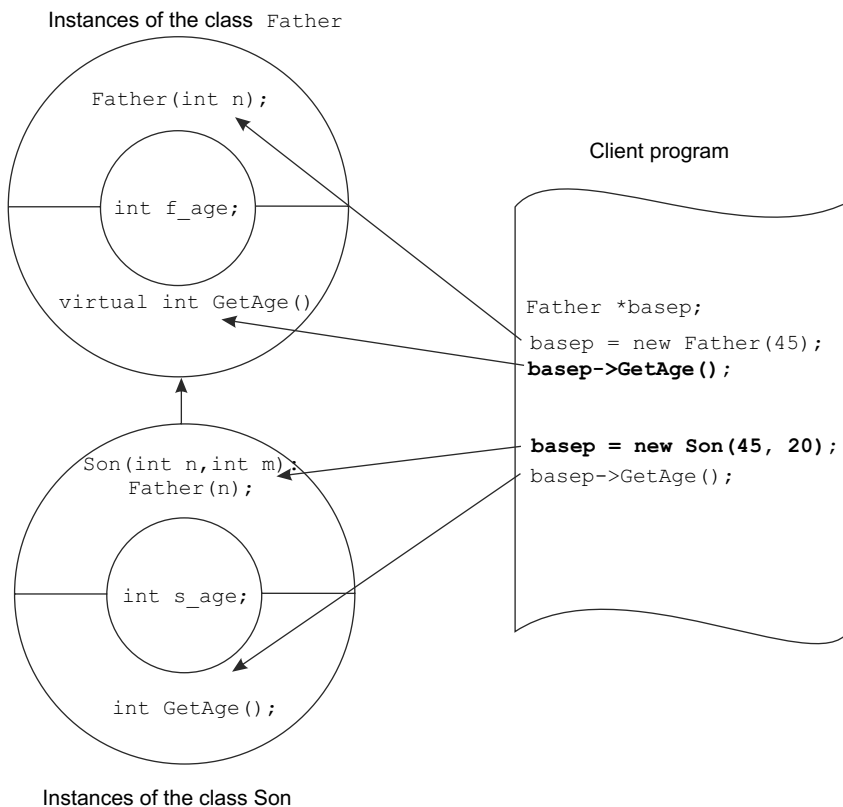 Instances of the class Father
Father(int n);
int f_age;
virtual int GetAge()
Client program
Father *basep;
basep = new Father(45);
basep->GetAge();
basep = new Son(45, 20);
basep->GetAge();
Son(int n,int m):
Father(n);
int s_age;
int GetAge();
Instances of the class Son